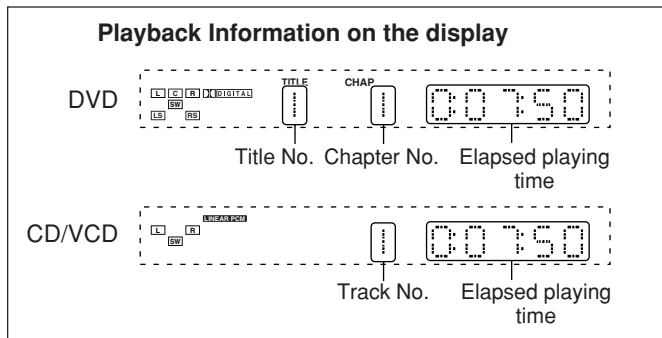 Playback Information on the display
DVD
L C R DIGITAL
SW
LS RS
TITLE
1
CHAP
1
0:07:50
Title No.
Chapter No.
Elapsed playing
time
CD/VCD
L R
SW
LINEAR PCM
1
0:07:50
Track No.
Elapsed playing
time